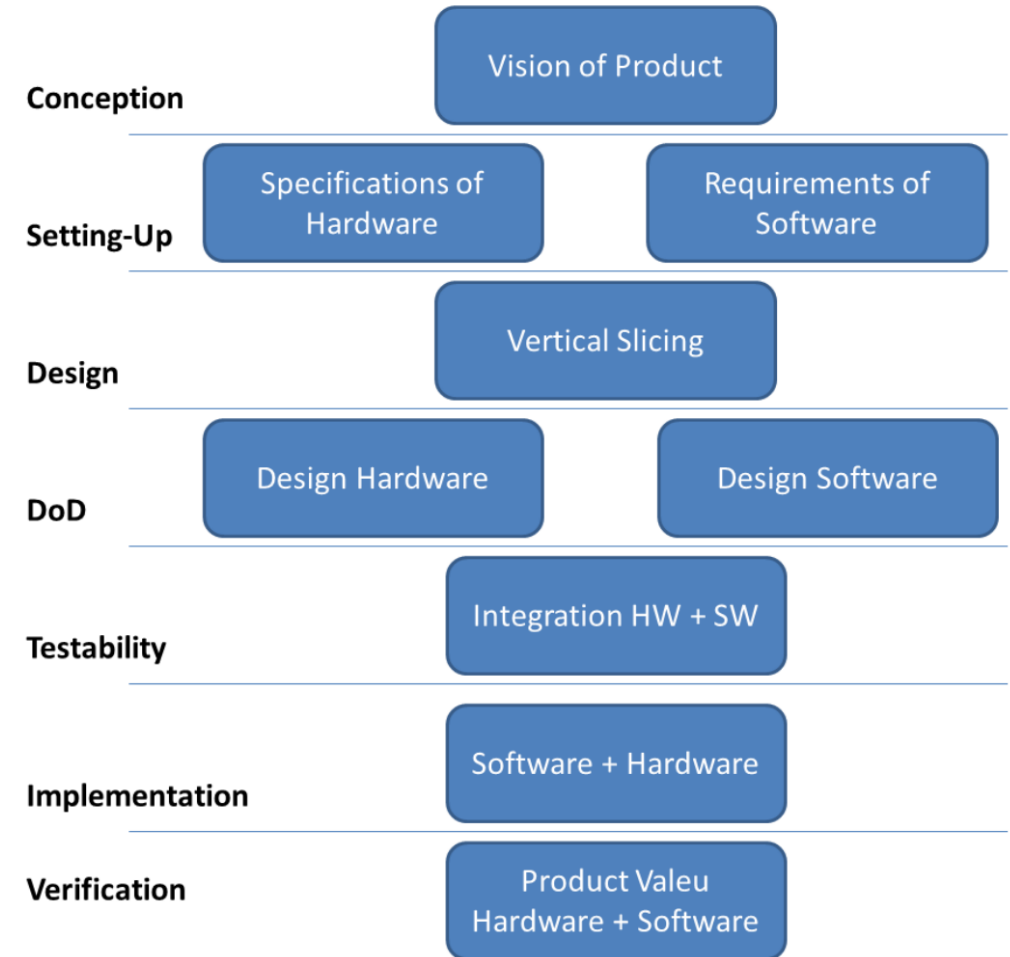 Vision of Product
Conception
Specifications of
Hardware
Requirements of
Software
Setting-Up
Vertical Slicing
Design
Design Hardware
Design Software
DoD
Integration HW + SW
Testability
Software + Hardware
Implementation
Product Valeu
Hardware + Software
Verification